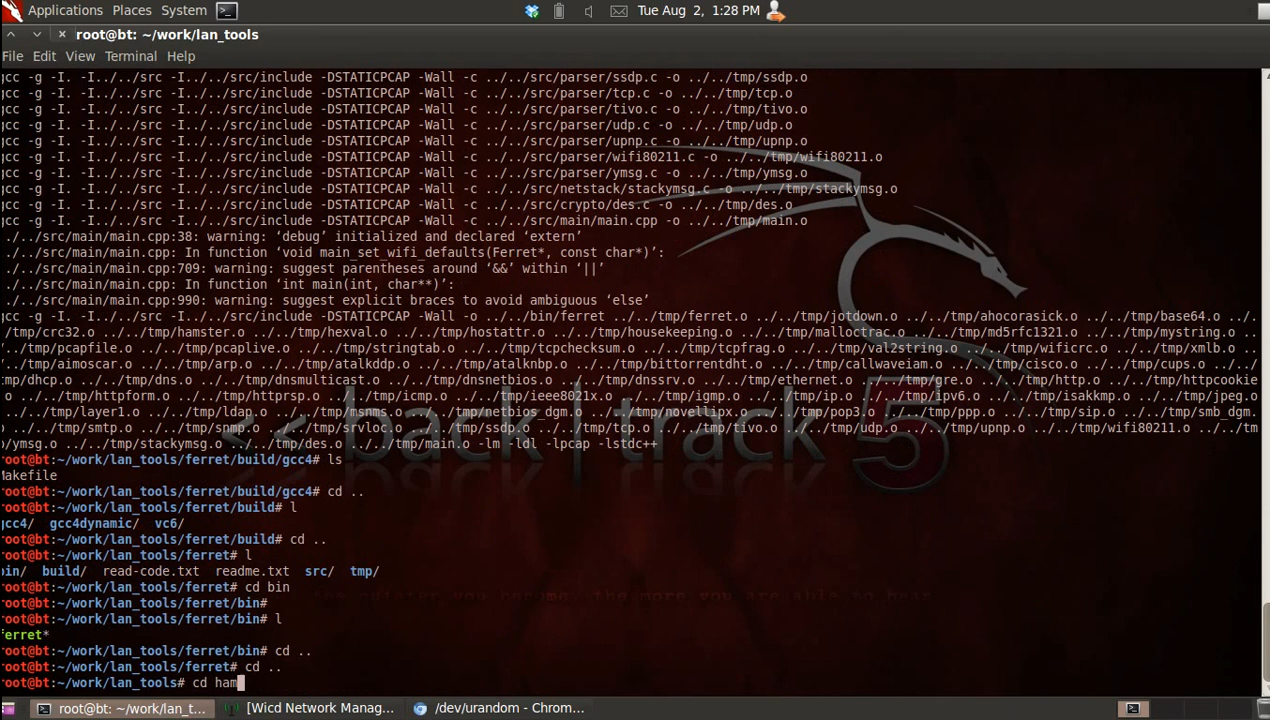 Applications Places System
Tue Aug 2, 1:28 PM
root@bt: ~/work/lan_tools
File Edit View Terminal Help
gcc -g -I. -I../../src -I../../src/include -DSTATICPCAP -Wall -c ../../src/parser/ssdp.c -o ../../tmp/ssdp.o
gcc -g -I. -I../../src -I../../src/include -DSTATICPCAP -Wall -c ../../src/parser/tcp.c -o ../../tmp/tcp.o
gcc -g -I. -I../../src -I../../src/include -DSTATICPCAP -Wall -c ../../src/parser/tivo.c -o ../../tmp/tivo.o
gcc -g -I. -I../../src -I../../src/include -DSTATICPCAP -Wall -c ../../src/parser/udp.c -o ../../tmp/udp.o
gcc -g -I. -I../../src -I../../src/include -DSTATICPCAP -Wall -c ../../src/parser/upnp.c -o ../../tmp/upnp.o
gcc -g -I. -I../../src -I../../src/include -DSTATICPCAP -Wall -c ../../src/parser/wifi80211.c -o ../../tmp/wifi80211.o
gcc -g -I. -I../../src -I../../src/include -DSTATICPCAP -Wall -c ../../src/parser/ymsg.c -o ../../tmp/ymsg.o
gcc -g -I. -I../../src -I../../src/include -DSTATICPCAP -Wall -c ../../src/netstack/stackymsg.c -o ../../tmp/stackymsg.o
gcc -g -I. -I../../src -I../../src/include -DSTATICPCAP -Wall -c ../../src/crypto/des.c -o ../../tmp/des.o
gcc -g -I. -I../../src -I../../src/include -DSTATICPCAP -Wall -c ../../src/main/main.cpp -o ../../tmp/main.o
./../src/main/main.cpp:38: warning: ‘debug’ initialized and declared ‘extern’
./../src/main/main.cpp: In function ‘void main_set_wifi_defaults(Ferret*, const char*)’:
./../src/main/main.cpp:709: warning: suggest parentheses around ‘&&’ within ‘||’
./../src/main/main.cpp: In function ‘int main(int, char**)’:
./../src/main/main.cpp:990: warning: suggest explicit braces to avoid ambiguous ‘else’
gcc -g -I. -I../../src -I../../src/include -DSTATICPCAP -Wall -o ../../bin/ferret ../../tmp/ferret.o ../../tmp/jotdown.o ../../tmp/ahocorasick.o ../../tmp/base64.o ../../.
/tmp/crc32.o ../../tmp/hamster.o ../../tmp/hexval.o ../../tmp/hostattr.o ../../tmp/housekeeping.o ../../tmp/malloctrac.o ../../tmp/md5rfc1321.o ../../tmp/mystring.o ../..
./tmp/pcapfile.o ../../tmp/pcaplive.o ../../tmp/stringtab.o ../../tmp/tcpchecksum.o ../../tmp/tcpfrag.o ../../tmp/val2string.o ../../tmp/wificrc.o ../../tmp/xmlb.o ../..
./tmp/aimoscar.o ../../tmp/arp.o ../../tmp/atalkddp.o ../../tmp/atalknbp.o ../../tmp/bittorrentdht.o ../../tmp/callwaveiam.o ../../tmp/cisco.o ../../tmp/cups.o ../../
mp/dhcp.o ../../tmp/dns.o ../../tmp/dnsmulticast.o ../../tmp/dnsnetbios.o ../../tmp/dnssrv.o ../../tmp/ethernet.o ../../tmp/gre.o ../../tmp/http.o ../../tmp/httpcookie
o ../../tmp/httpform.o ../../tmp/httprsp.o ../../tmp/icmp.o ../../tmp/ieee8021x.o ../../tmp/igmp.o ../../tmp/ip.o ../../tmp/ipv6.o ../../tmp/isakmp.o ../../tmp/jpeg.o
../../tmp/layer1.o ../../tmp/ldap.o ../../tmp/msnms.o ../../tmp/netbios_dgm.o ../../tmp/novellipx.o ../../tmp/pop3.o ../../tmp/ppp.o ../../tmp/sip.o ../../tmp/smb_dgm.
./../tmp/smtp.o ../../tmp/snmp.o ../../tmp/srvloc.o ../../tmp/ssdp.o ../../tmp/tcp.o ../../tmp/tivo.o ../../tmp/udp.o ../../tmp/upnp.o ../../tmp/wifi80211.o ../../tm
p/ymsg.o ../../tmp/stackymsg.o ../../tmp/des.o ../../tmp/main.o -lm -ldl -lpcap -lstdc++
root@bt:~/work/lan_tools/ferret/build/gcc4# ls
Makefile
root@bt:~/work/lan_tools/ferret/build/gcc4# cd ..
root@bt:~/work/lan_tools/ferret/build# l
gcc4/ gcc4dynamic/ vc6/
root@bt:~/work/lan_tools/ferret/build# cd ..
root@bt:~/work/lan_tools/ferret# l
bin/ build/ read-code.txt readme.txt src/ tmp/
root@bt:~/work/lan_tools/ferret# cd bin
root@bt:~/work/lan_tools/ferret/bin#
root@bt:~/work/lan_tools/ferret/bin# l
ferret*
root@bt:~/work/lan_tools/ferret/bin# cd ..
root@bt:~/work/lan_tools/ferret# cd ..
root@bt:~/work/lan_tools# cd ham
<< back | track 5
the quieter you become, the more you are able to hear
root@bt: ~/work/lan_t...
[Wicd Network Manag...
/dev/urandom - Chrom...